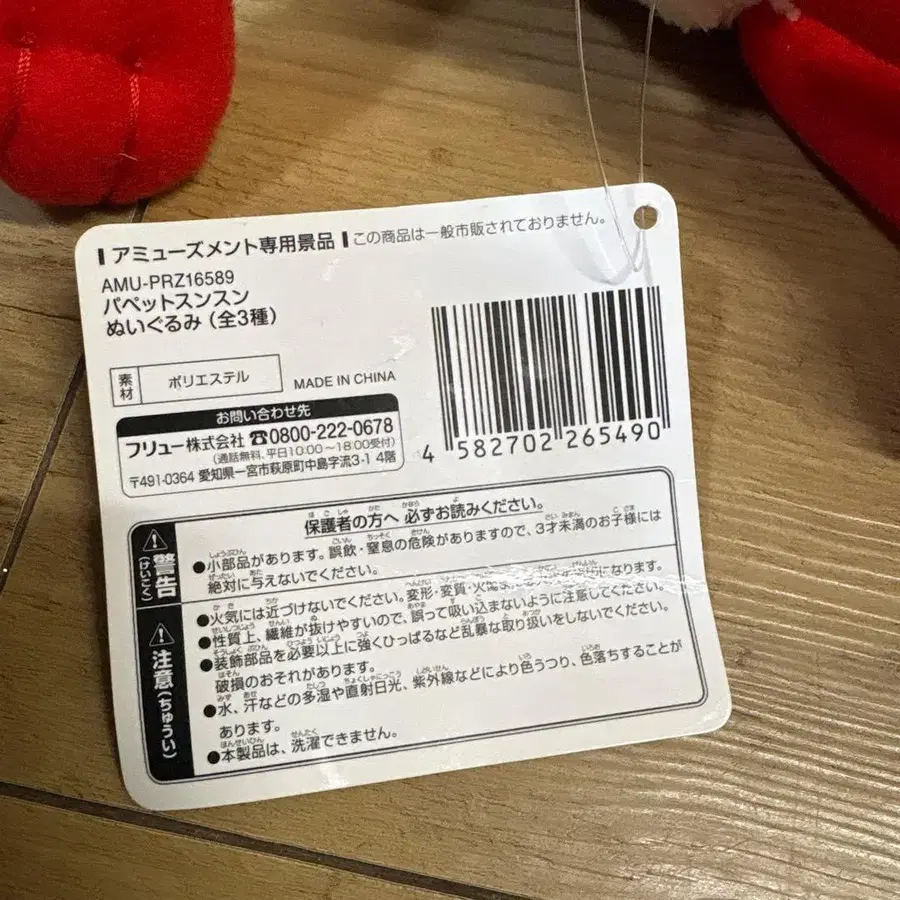 アミューズメント専用景品 この商品は一般市販されておりません。
AMU-PRZ16589
パペットスンスン
ぬいぐるみ（全3種）
素材 ポリエステル MADE IN CHINA
お問い合わせ先
フリュー株式会社 ☎0800-222-0678
（通話無料、平日10:00～18:00受付）
〒491-0364 愛知県一宮市萩原町中島字流3-1 4階
4 582702 265490
保護者の方へ 必ずお読みください。
警告（けいこく）
●小部品があります。誤飲・窒息の危険がありますので、3才未満のお子様には
絶対に与えないでください。
注意（ちゅうい）
●火気には近づけないでください。変形・変質・火傷 になります。
●性質上、繊維が抜けやすいので、誤って吸い込まないように注意してください。
●装飾部品を必要以上に強くひっぱるなど乱暴な取り扱いをしないでください。
破損のおそれがあります。
●水、汗などの多湿や直射日光、紫外線などにより色うつり、色落ちすることが
あります。
●本製品は、洗濯できません。